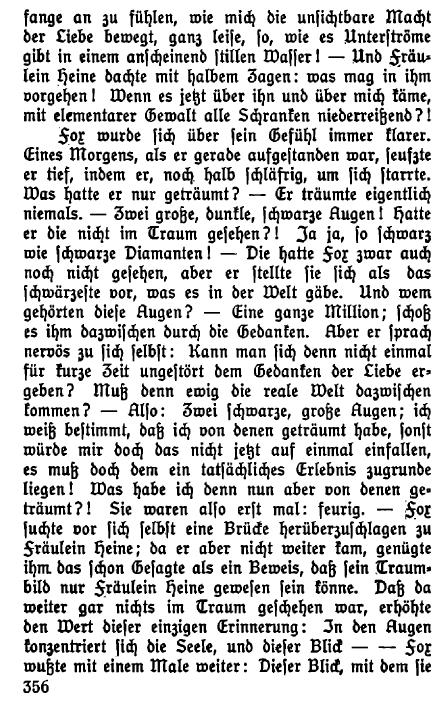 fange an zu fühlen, wie mich die unsichtbare Macht
der Liebe bewegt, ganz leise, so, wie es Unterströme
gibt in einem anscheinend stillen Wasser! — Und Fräu-
lein Heine dachte mit halbem Zagen: was mag in ihm
vorgehen! Wenn es jetzt über ihn und über mich käme,
mit elementarer Gewalt alle Schranken niederreißend?!
Fox wurde sich über sein Gefühl immer klarer.
Eines Morgens, als er gerade aufgestanden war, seufzte
er tief, indem er, noch halb schläfrig, um sich starrte.
Was hatte er nur geträumt? — Er träumte eigentlich
niemals. — Zwei große, dunkle, schwarze Augen! Hatte
er die nicht im Traum gesehen?! Ja ja, so schwarz
wie schwarze Diamanten! — Die hatte Fox zwar auch
noch nicht gesehen, aber er stellte sie sich als das
schwärzeste vor, was es in der Welt gäbe. Und wem
gehörten diese Augen? — Eine ganze Million; schoß
es ihm dazwischen durch die Gedanken. Aber er sprach
nervös zu sich selbst: Kann man sich denn nicht einmal
für kurze Zeit ungestört dem Gedanken der Liebe er-
geben? Muß denn ewig die reale Welt dazwischen
kommen? — Also: Zwei schwarze, große Augen; ich
weiß bestimmt, daß ich von denen geträumt habe, sonst
würde mir doch das nicht jetzt auf einmal einfallen,
es muß doch dem ein tatsächliches Erlebnis zugrunde
liegen! Was habe ich denn nun aber von denen ge-
träumt?! Sie waren also erst mal: feurig. — Fox
suchte vor sich selbst eine Brücke herüberzuschlagen zu
Fräulein Heine; da er aber nicht weiter kam, genügte
ihm das schon Gesagte als ein Beweis, daß sein Traum-
bild nur Fräulein Heine gewesen sein könne. Daß da
weiter gar nichts im Traum geschehen war, erhöhte
den Wert dieser einzigen Erinnerung: In den Augen
konzentriert sich die Seele, und dieser Blick — — Fox
wußte mit einem Male weiter: Dieser Blick, mit dem sie
356